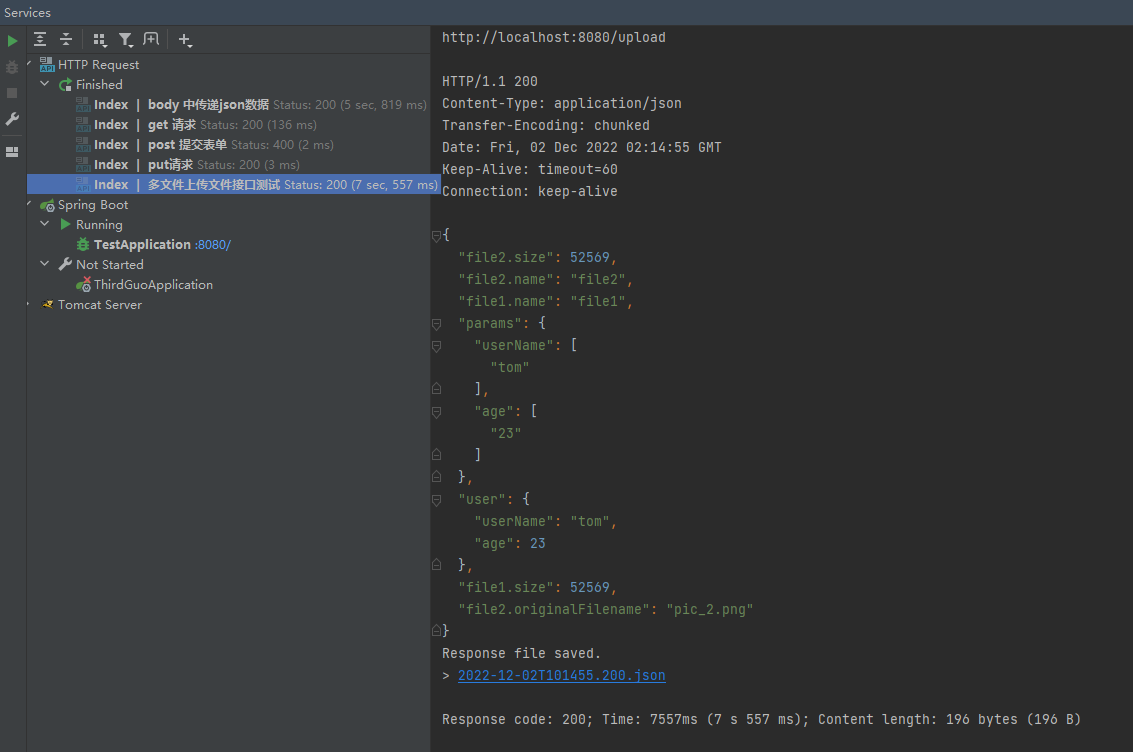 Services
HTTP Request
Finished
Index | body 中传递json数据 Status: 200 (5 sec, 819 ms)
Index | get 请求 Status: 200 (136 ms)
Index | post 提交表单 Status: 400 (2 ms)
Index | put请求 Status: 200 (3 ms)
Index | 多文件上传文件接口测试 Status: 200 (7 sec, 557 ms)
Spring Boot
Running
TestApplication :8080/
Not Started
ThirdGuoApplication
Tomcat Server
http://localhost:8080/upload
HTTP/1.1 200
Content-Type: application/json
Transfer-Encoding: chunked
Date: Fri, 02 Dec 2022 02:14:55 GMT
Keep-Alive: timeout=60
Connection: keep-alive
{
"file2.size": 52569,
"file2.name": "file2",
"file1.name": "file1",
"params": {
"userName": [
"tom"
],
"age": [
"23"
]
},
"user": {
"userName": "tom",
"age": 23
},
"file1.size": 52569,
"file2.originalFilename": "pic_2.png"
}
Response file saved.
> 2022-12-02T101455.200.json
Response code: 200; Time: 7557ms (7 s 557 ms); Content length: 196 bytes (196 B)